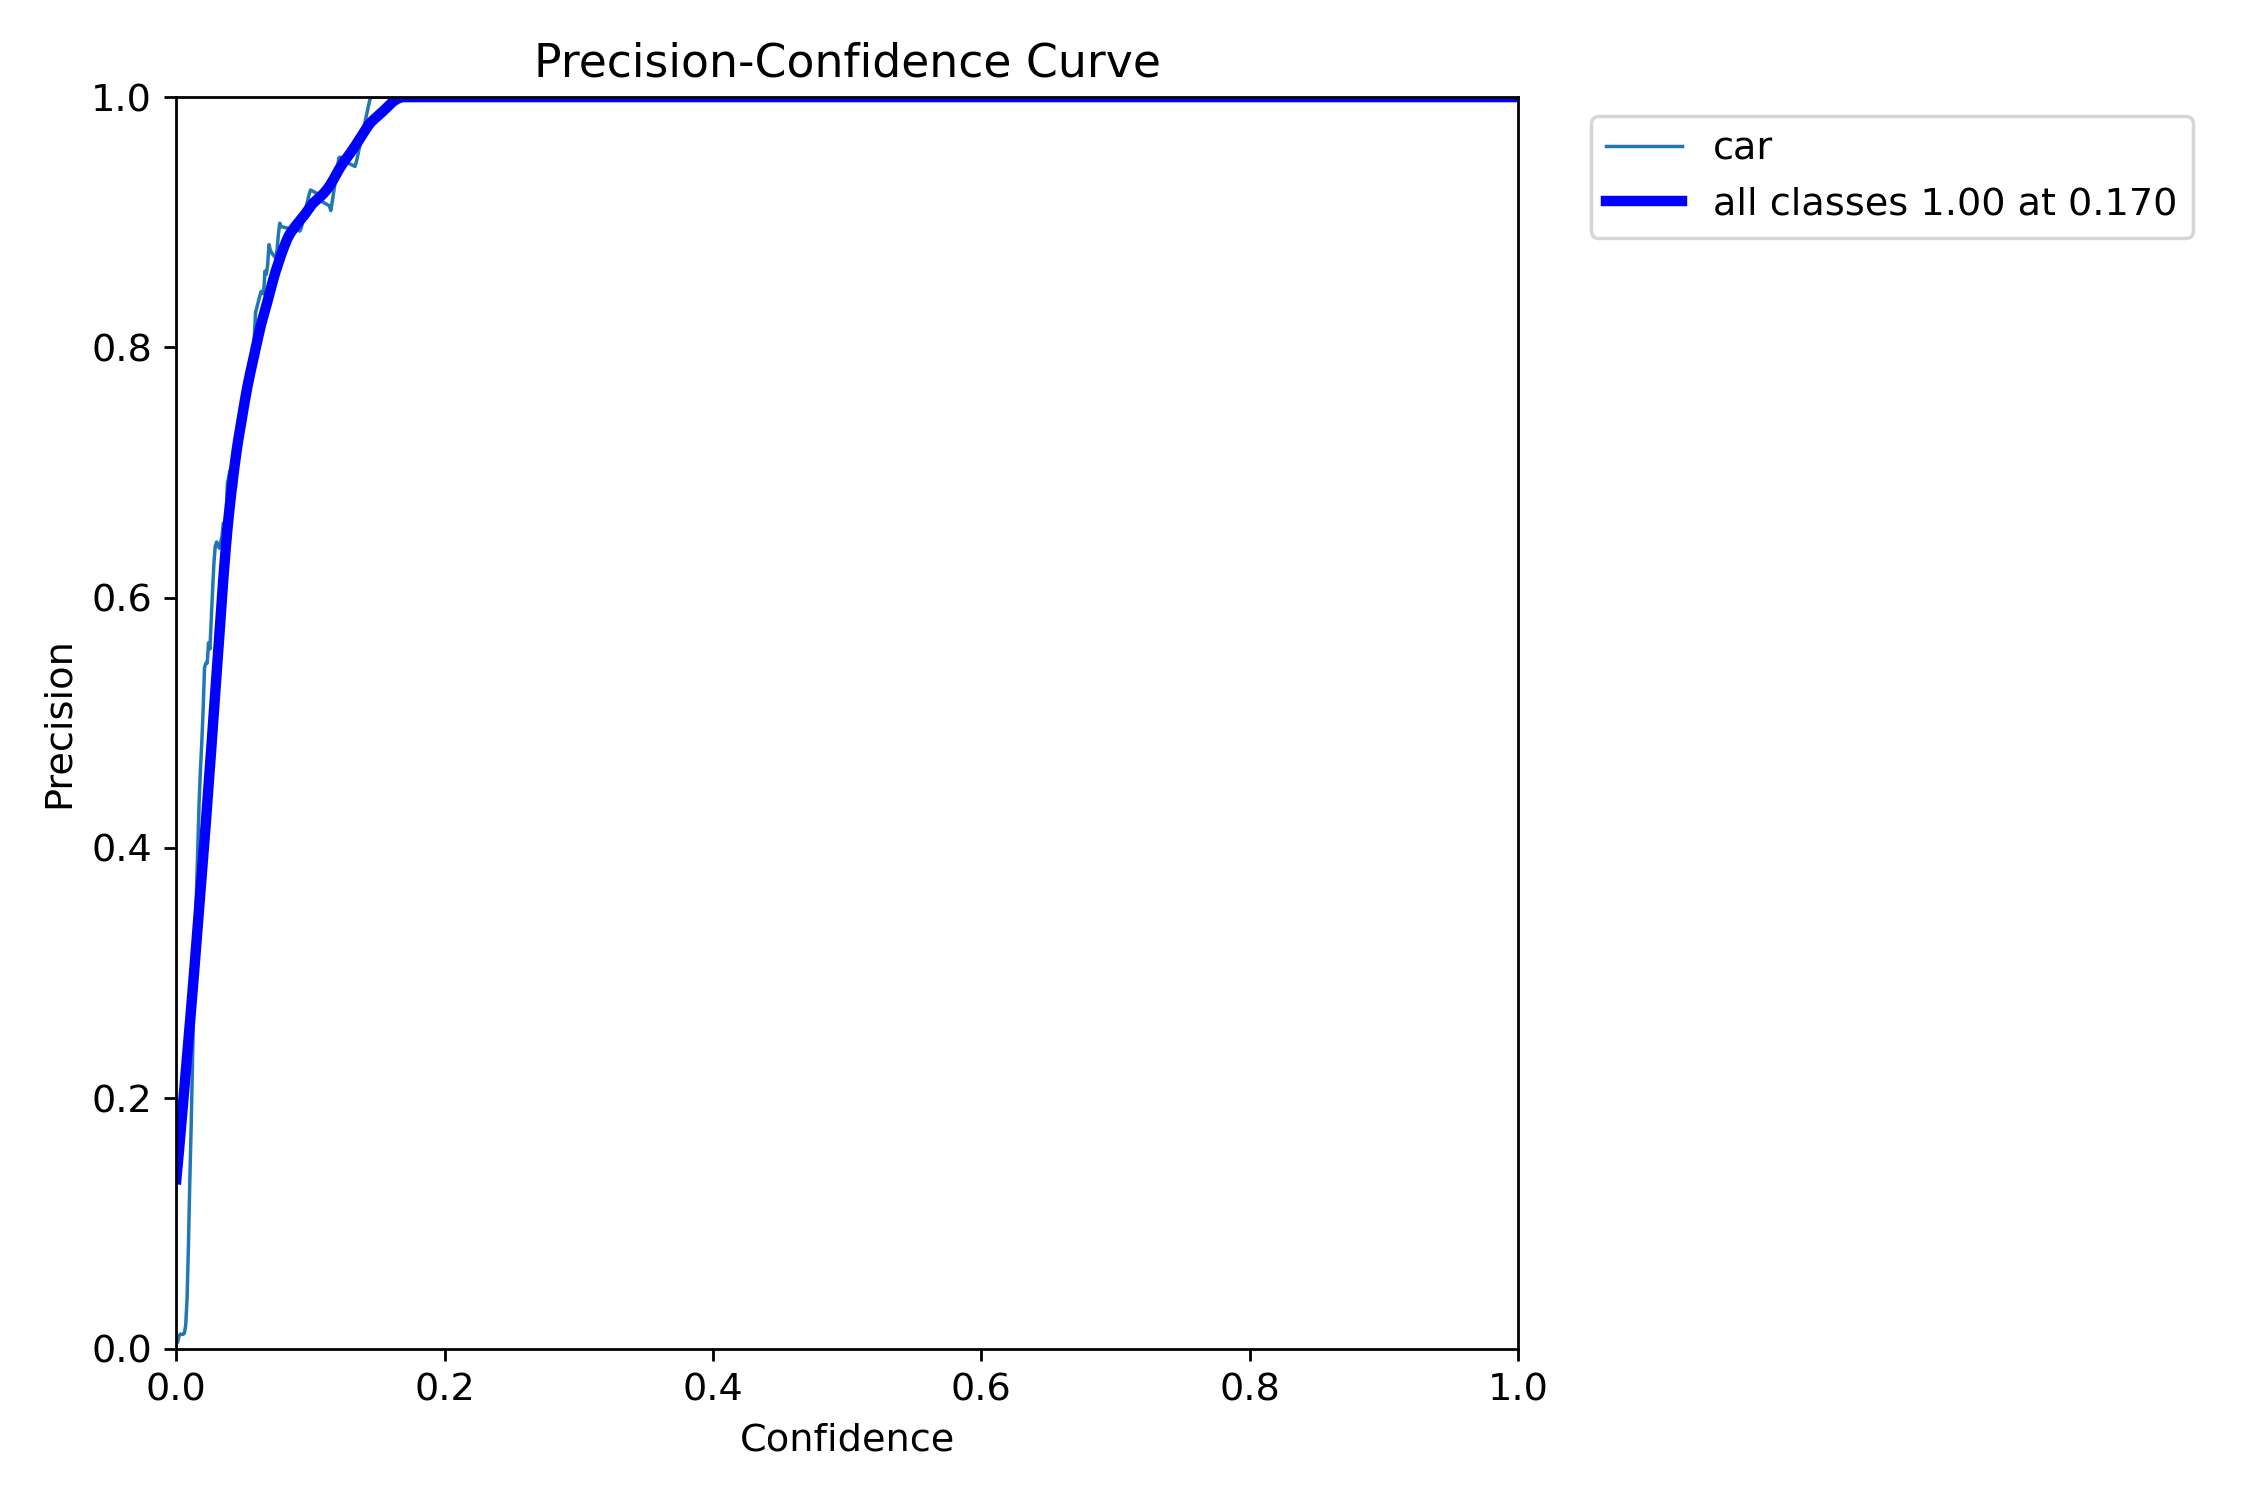 Precision-Confidence Curve
1.0
0.8
0.6
0.4
0.2
0.0
Precision
0.0 0.2 0.4 0.6 0.8 1.0
Confidence
car
all classes 1.00 at 0.170